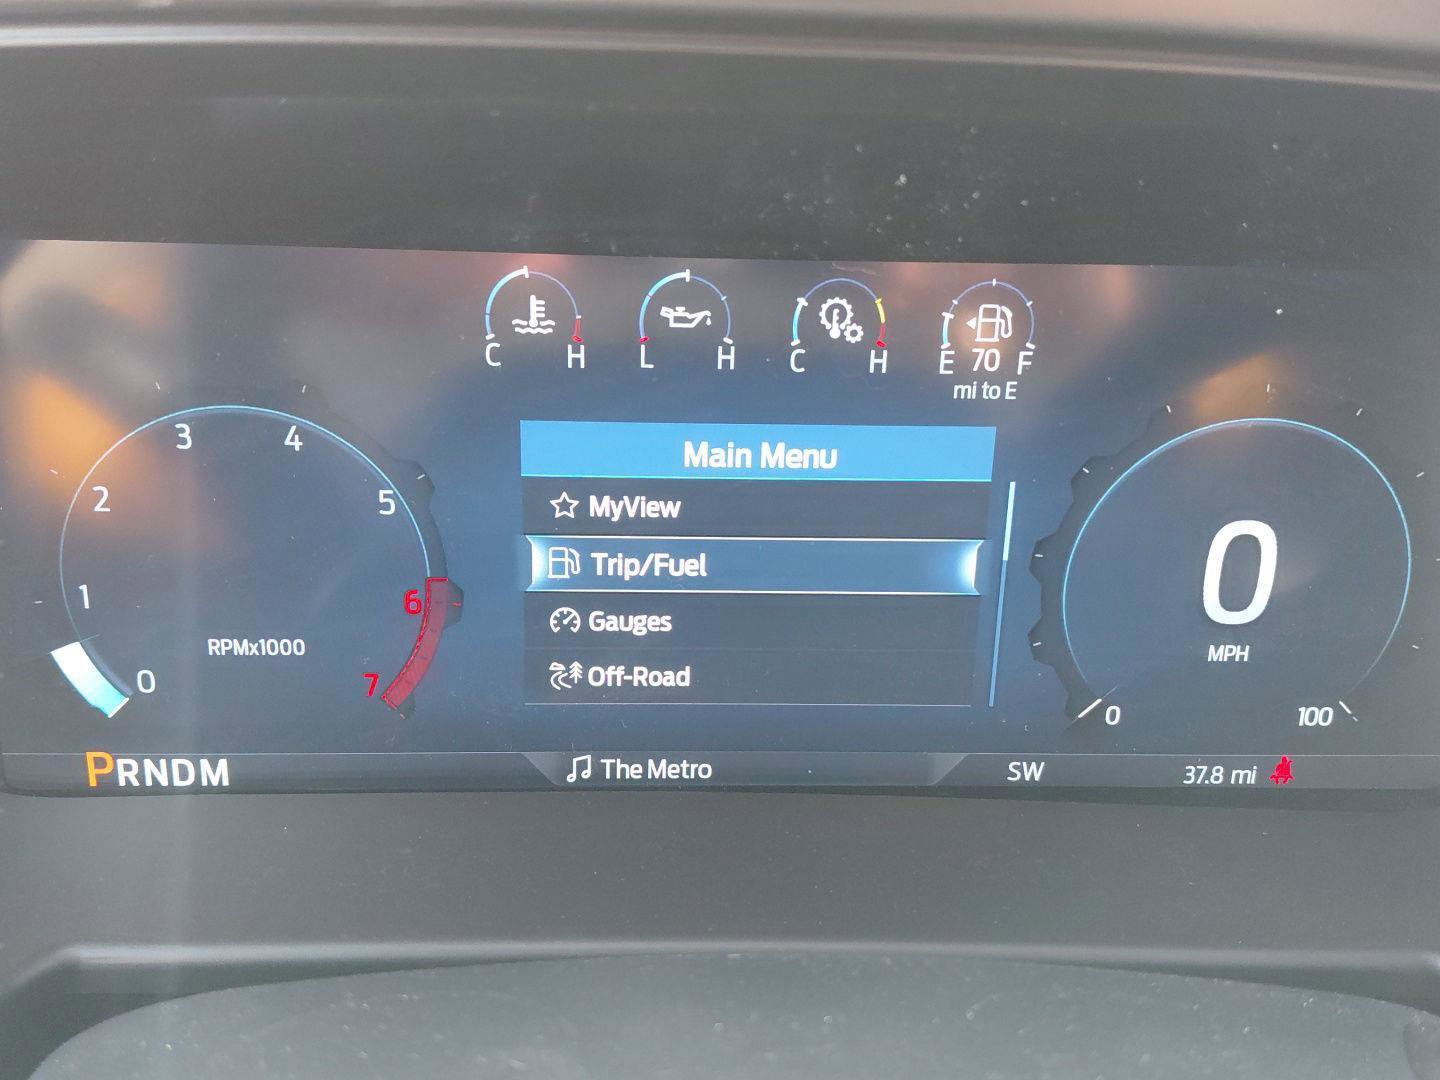 C H L H C H E 70 F
mi to E
Main Menu
MyView
Trip/Fuel
Gauges
Off-Road
0 1 2 3 4 5 6 7
RPMx1000
0
MPH
0 100
PRNDM
The Metro
SW
37.8 mi